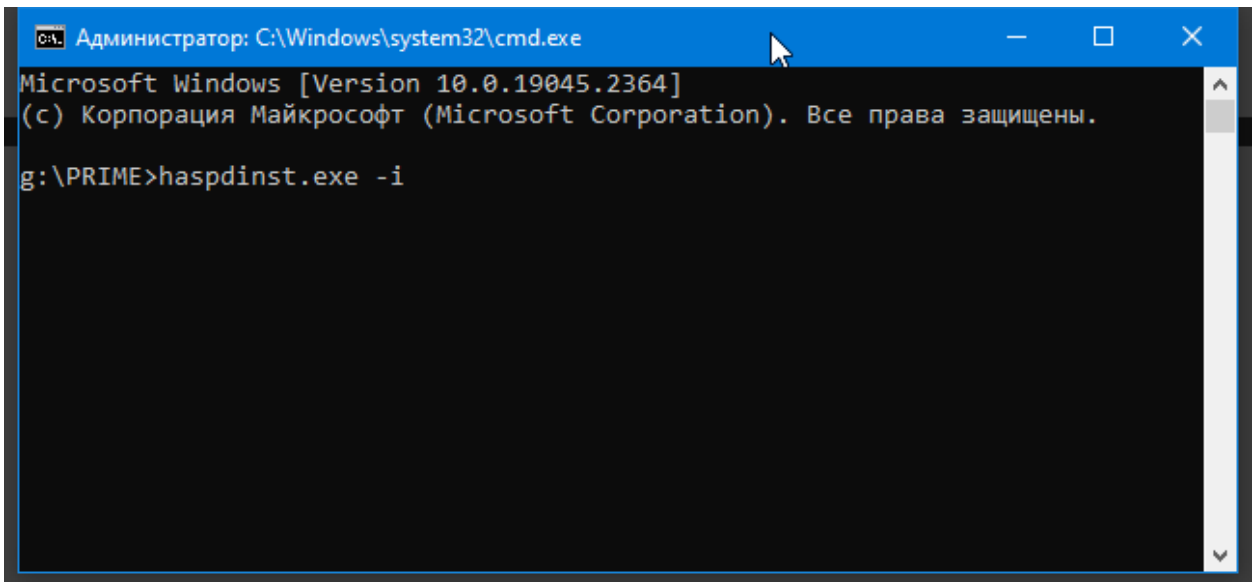 Администратор: C:\Windows\system32\cmd.exe
Microsoft Windows [Version 10.0.19045.2364]
(c) Корпорация Майкрософт (Microsoft Corporation). Все права защищены.
g:\PRIME>haspdinst.exe -i